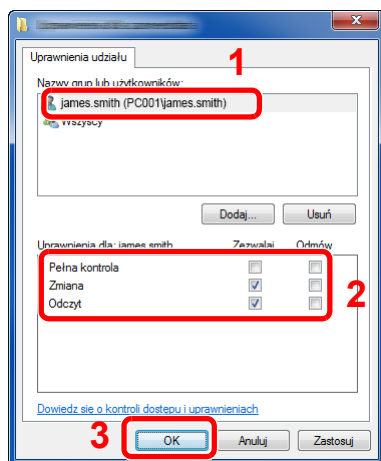 Uprawnienia udziału
1
Nazwy grup lub użytkowników:
james.smith (PC001\james.smith)
Wszyscy
Dodaj...
Usuń
Uprawnienia dla: james smith
Zezwalaj
Odmów
Pełna kontrola
Zmiana
Odczyt
2
Dowiedz się o kontroli dostępu i uprawnieniach
3
OK
Anuluj
Zastosuj